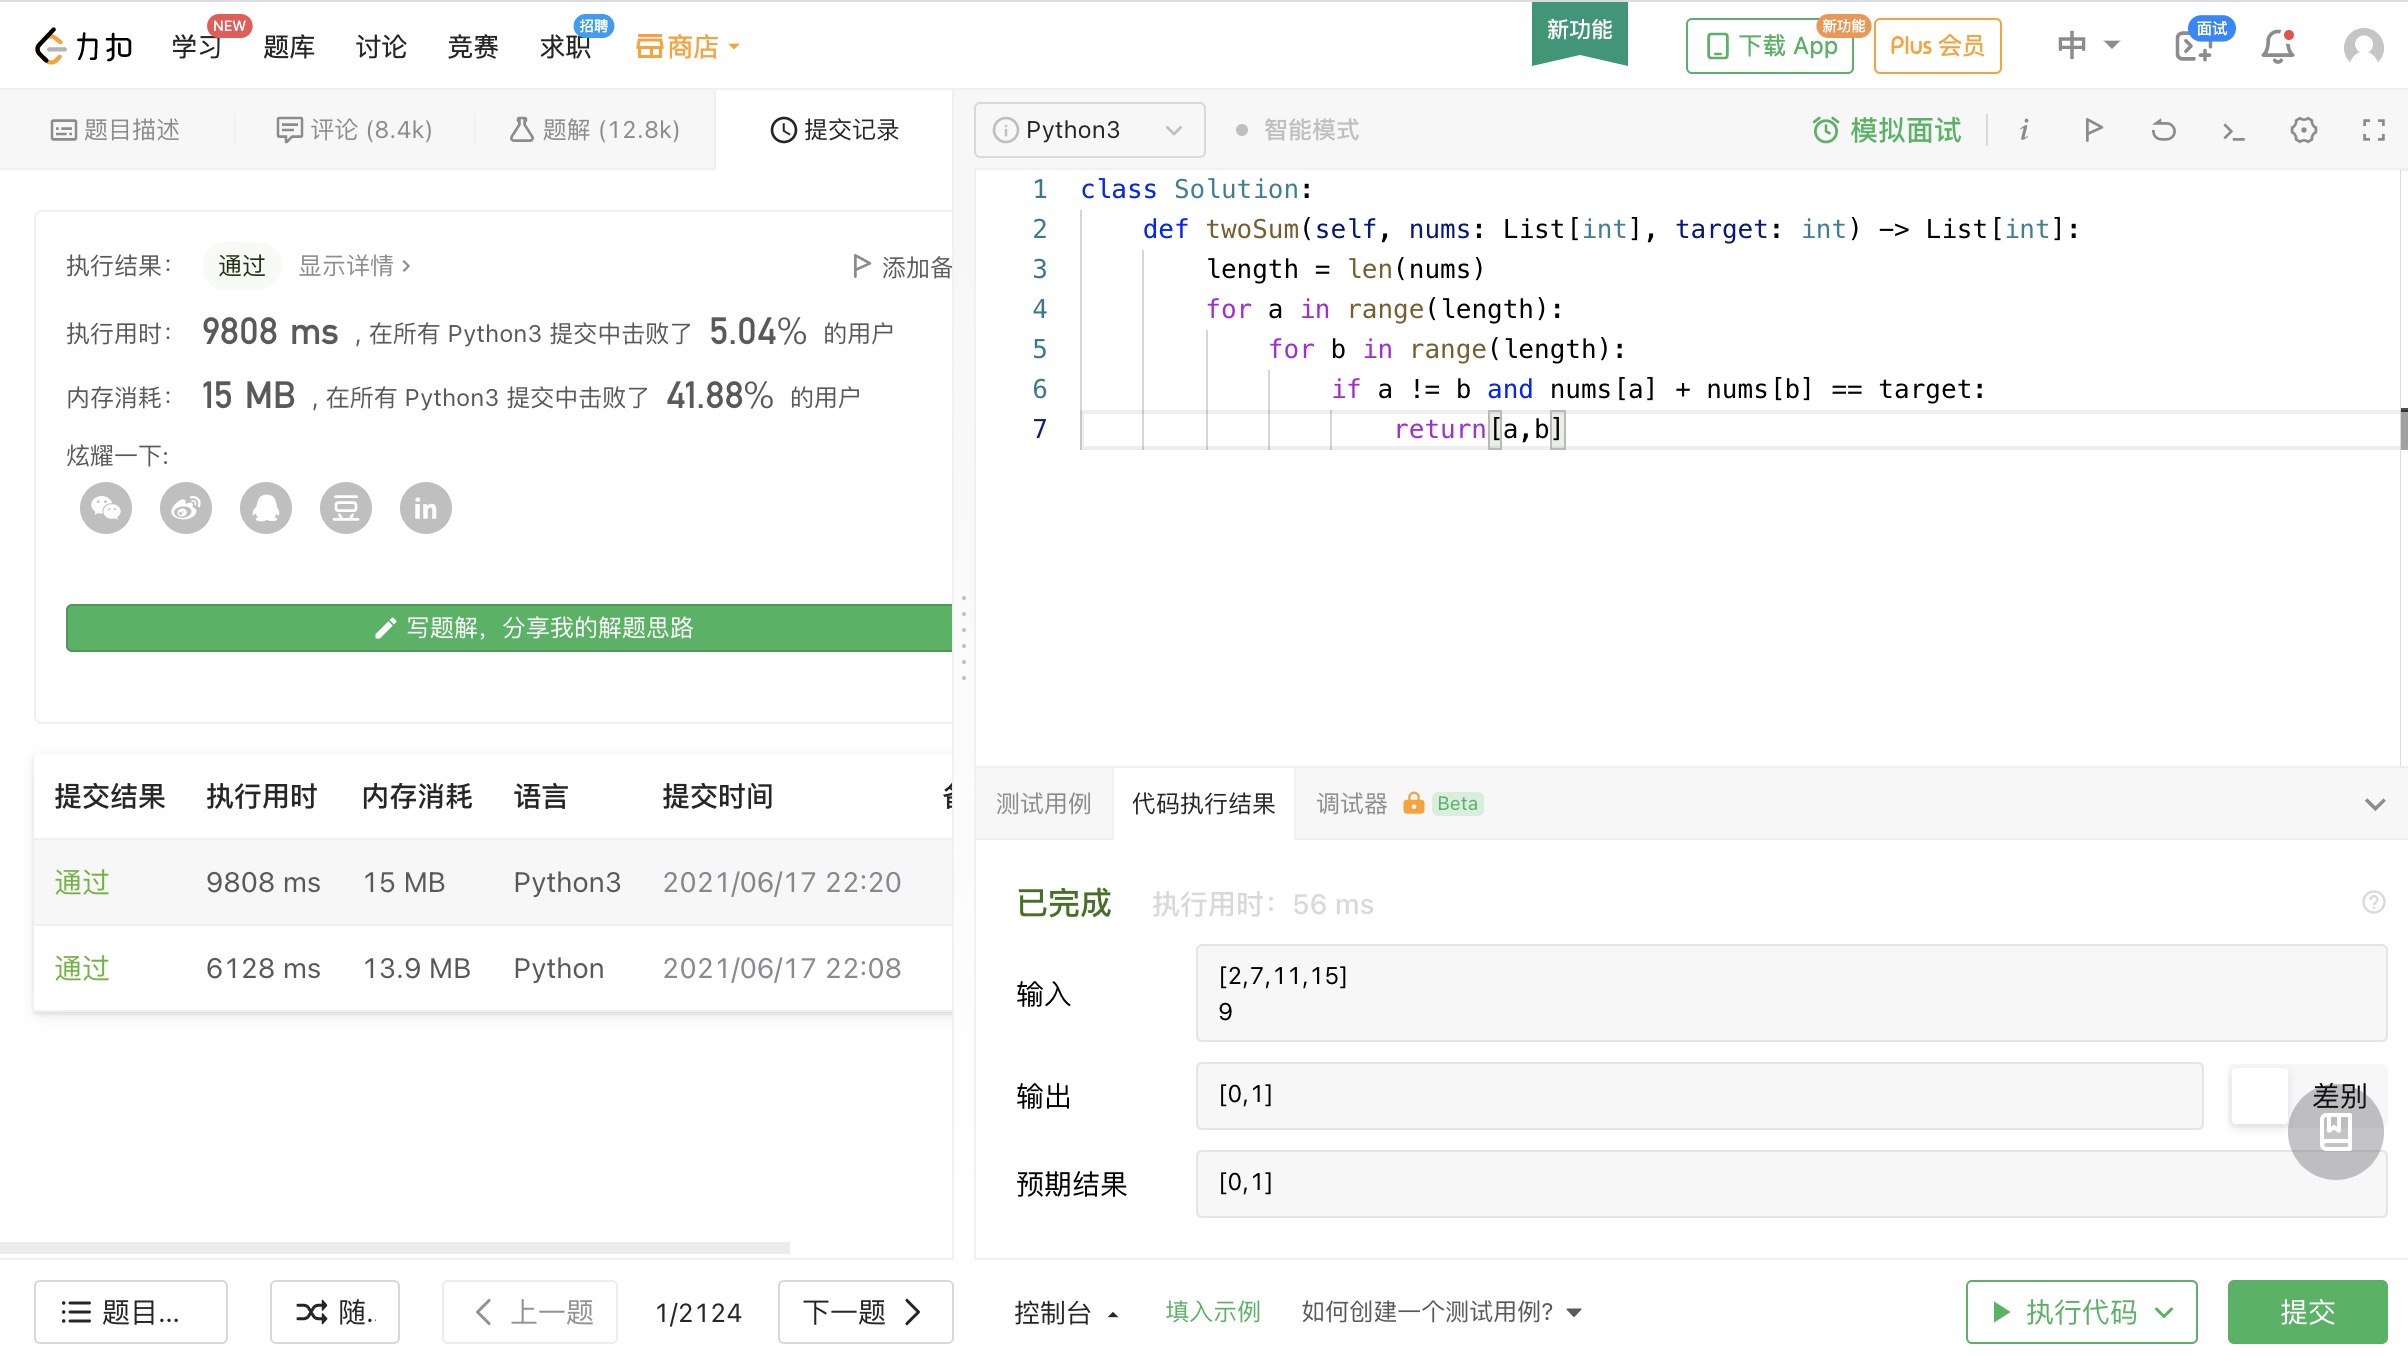 力扣 学习 NEW 题库 讨论 竞赛 求职 招聘 商店 新功能 下载 App 新功能 Plus 会员 中 面试
题目描述 评论 (8.4k) 题解 (12.8k) 提交记录
执行结果： 通过 显示详情 > 添加备
执行用时： 9808 ms , 在所有 Python3 提交中击败了 5.04% 的用户
内存消耗： 15 MB , 在所有 Python3 提交中击败了 41.88% 的用户
炫耀一下:
写题解，分享我的解题思路
提交结果 执行用时 内存消耗 语言 提交时间
通过 9808 ms 15 MB Python3 2021/06/17 22:20
通过 6128 ms 13.9 MB Python 2021/06/17 22:08
题目... 随. 上一题 1/2124 下一题
Python3 智能模式 模拟面试
1 class Solution:
2 def twoSum(self, nums: List[int], target: int) -> List[int]:
3 length = len(nums)
4 for a in range(length):
5 for b in range(length):
6 if a != b and nums[a] + nums[b] == target:
7 return[a,b]
测试用例 代码执行结果 调试器 Beta
已完成 执行用时： 56 ms
输入
[2,7,11,15]
9
输出 [0,1] 差别
预期结果 [0,1]
控制台 填入示例 如何创建一个测试用例? 执行代码 提交